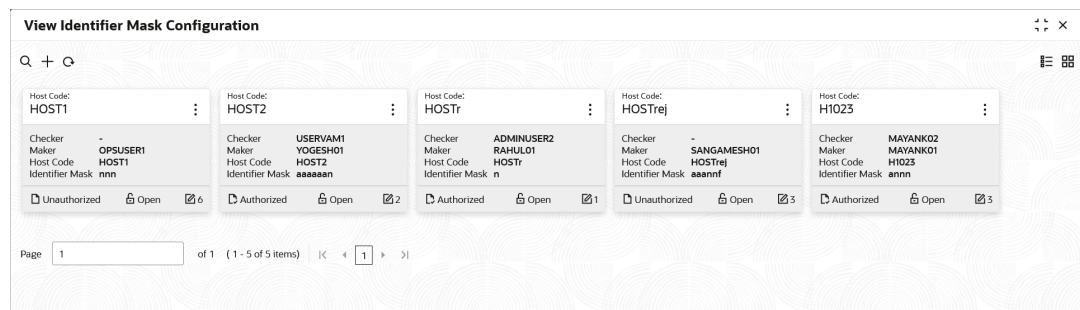 View Identifier Mask Configuration
Host Code: Host Code: Host Code: Host Code: Host Code:
HOST1 HOST2 HOSTr HOSTrej H1023
Checker - Checker USERVAM1 Checker ADMINUSER2 Checker - Checker MAYANK02
Maker OPSUSER1 Maker YOGESH01 Maker RAHUL01 Maker SANGAMESH01 Maker MAYANK01
Host Code HOST1 Host Code HOST2 Host Code HOSTr Host Code HOSTrej Host Code H1023
Identifier Mask nnn Identifier Mask aaaaaan Identifier Mask n Identifier Mask aaannf Identifier Mask annn
Unauthorized Open 6 Authorized Open 2 Authorized Open 1 Unauthorized Open 3 Authorized Open 3
Page 1 of 1 ( 1 - 5 of 5 items) 1